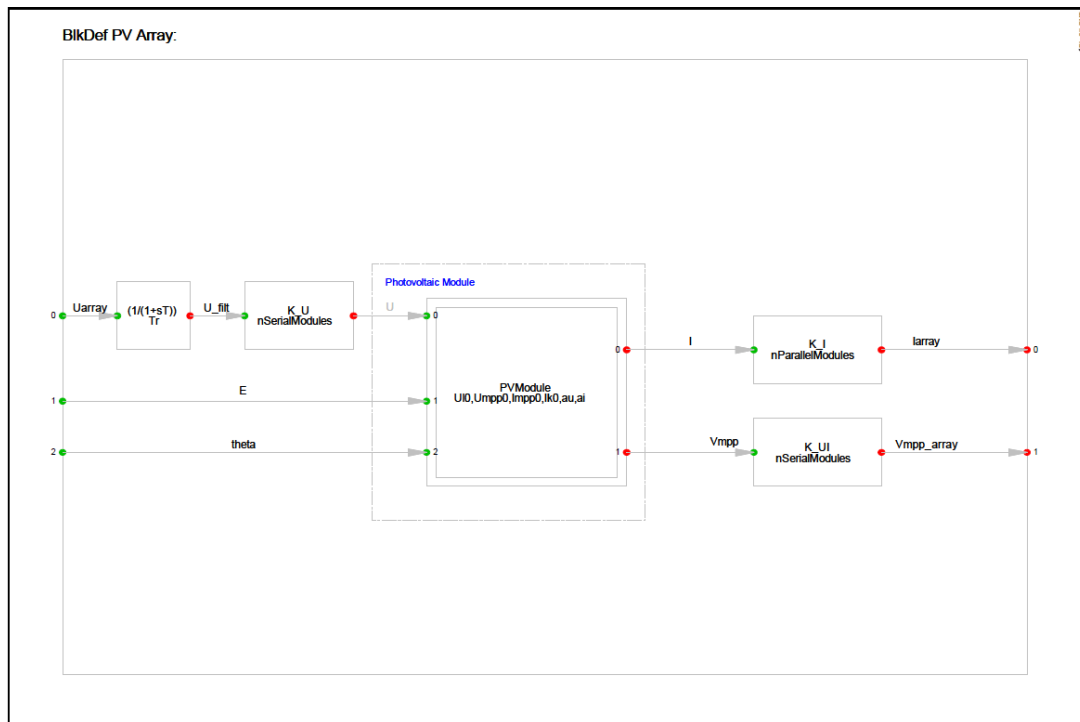 BlkDef PV Array:
Photovoltaic Module
0
Uarray
(1/(1+sT))
Tr
U_filt
K_U
nSerialModules
U
0
0
I
K_I
nParallelModules
Iarray
0
1
E
1
PVModule
Ul0,Umpp0,Impp0,Ik0,au,ai
2
theta
2
1
Vmpp
K_UI
nSerialModules
Vmpp_array
1